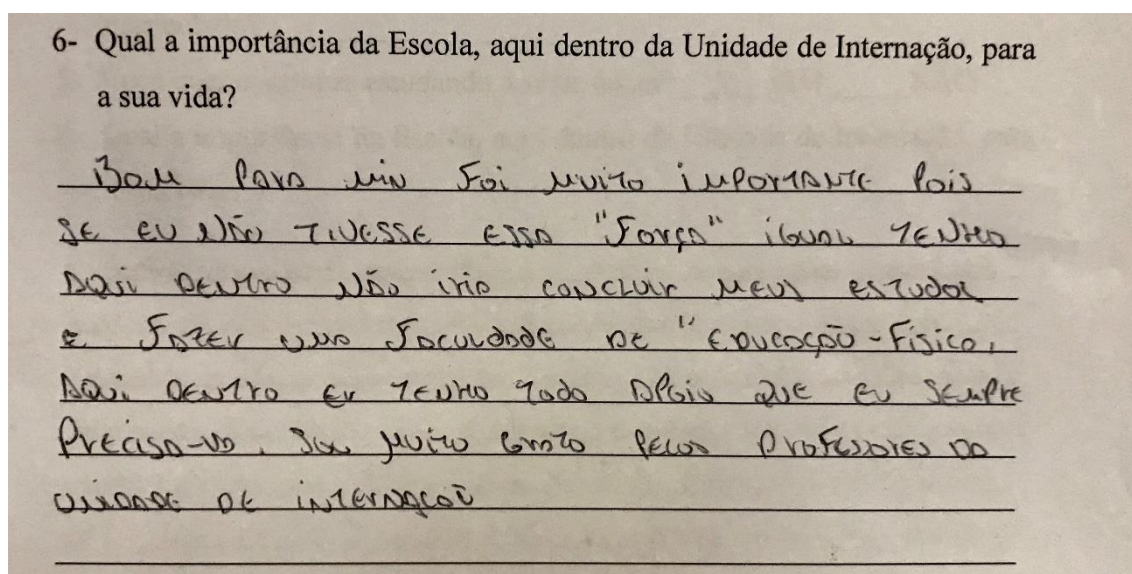 6- Qual a importância da Escola, aqui dentro da Unidade de Internação, para
a sua vida?
Bom Para min Foi muito importante Pois
se eu não tivesse essa "Força" igual tenho
aqui dentro não iria concluir meus estudos
e Fazer uma Faculdade de "Educação-Física,
aqui dentro eu tenho todo apoio que eu sempre
Precisa-va. Sou muito grato pelos Professores da
unidade de internação